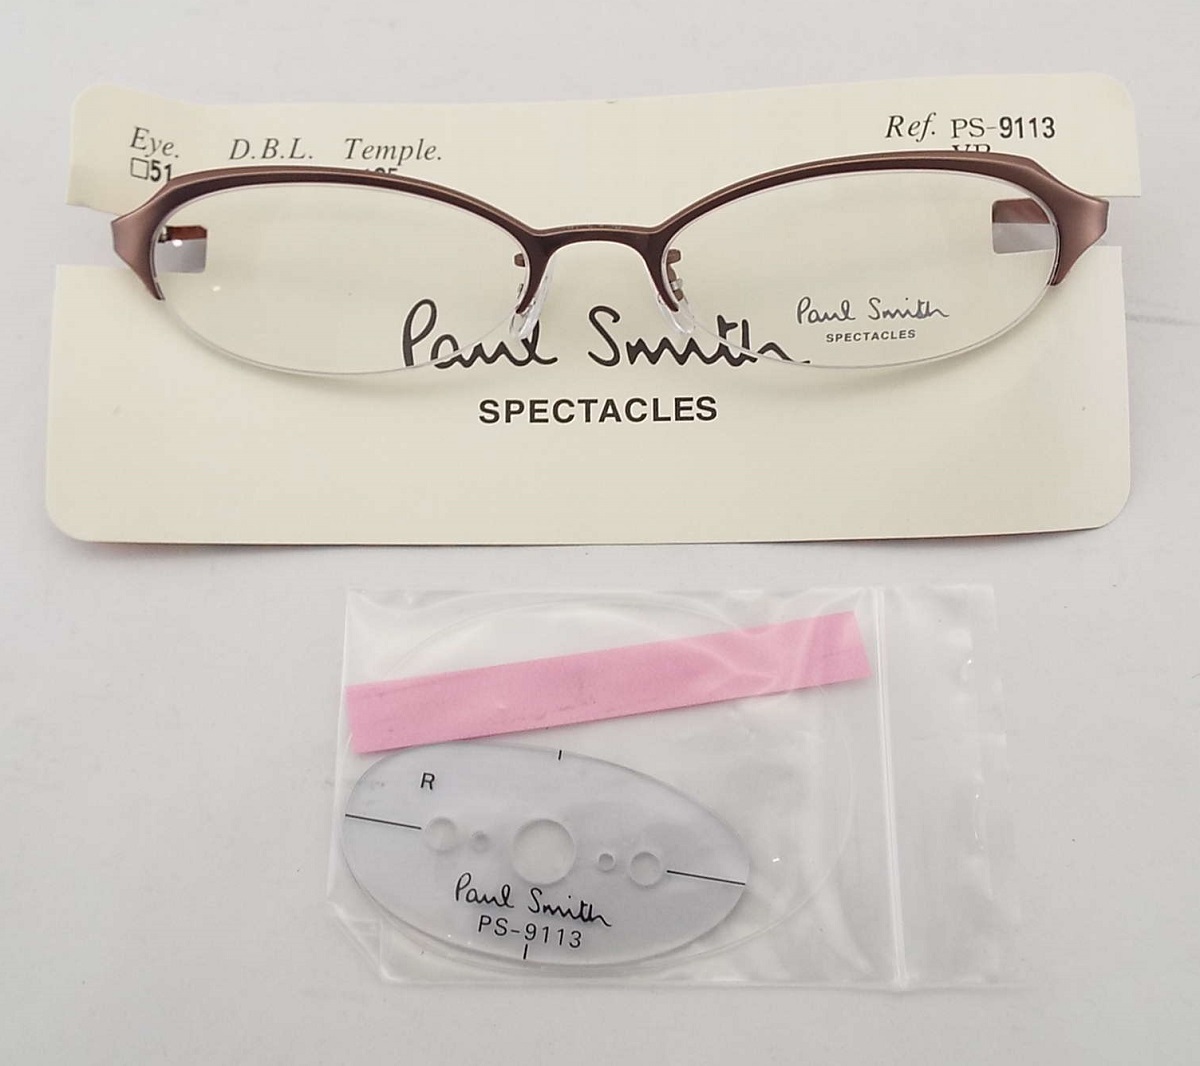 Eye. D.B.L. Temple. Ref. PS-9113
□51
Paul Smith
SPECTACLES
Paul Smith
SPECTACLES
R
Paul Smith
PS-9113